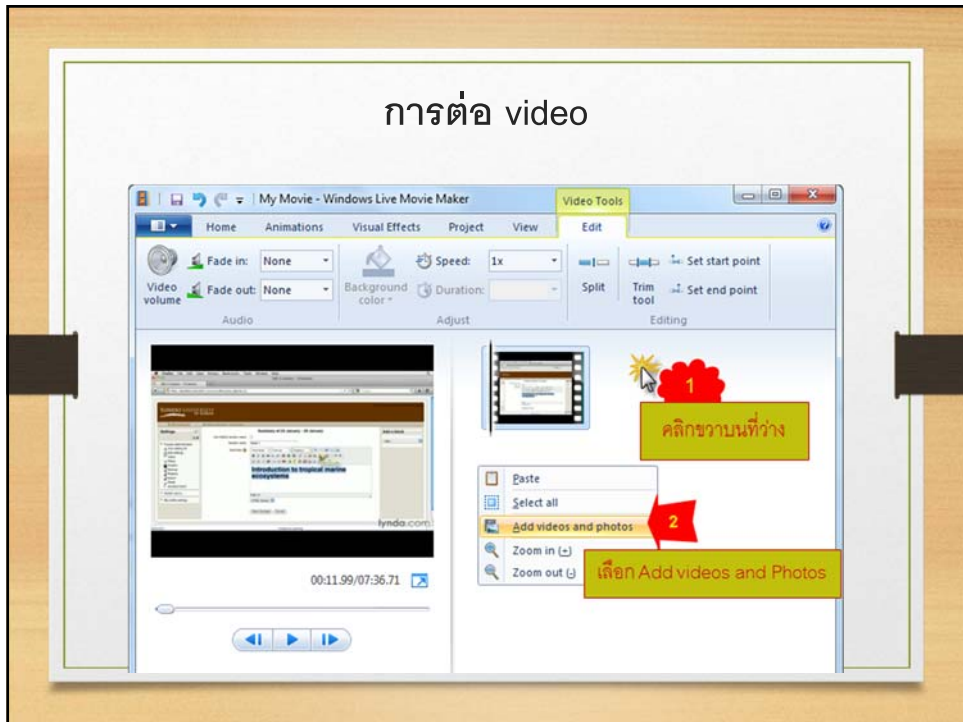 การต่อ video
My Movie - Windows Live Movie Maker
Video Tools
Home Animations Visual Effects Project View Edit
Fade in: None
Speed: 1x
Set start point
Video volume
Fade out: None
Background color
Duration:
Split
Trim tool
Set end point
Audio
Adjust
Editing
1
คลิกขวาบนที่ว่าง
Introduction to tropical marine
ecosystems
lynda.com
Paste
Select all
Add videos and photos
2
Zoom in (+)
Zoom out (-)
เลือก Add videos and Photos
00:11.99/07:36.71